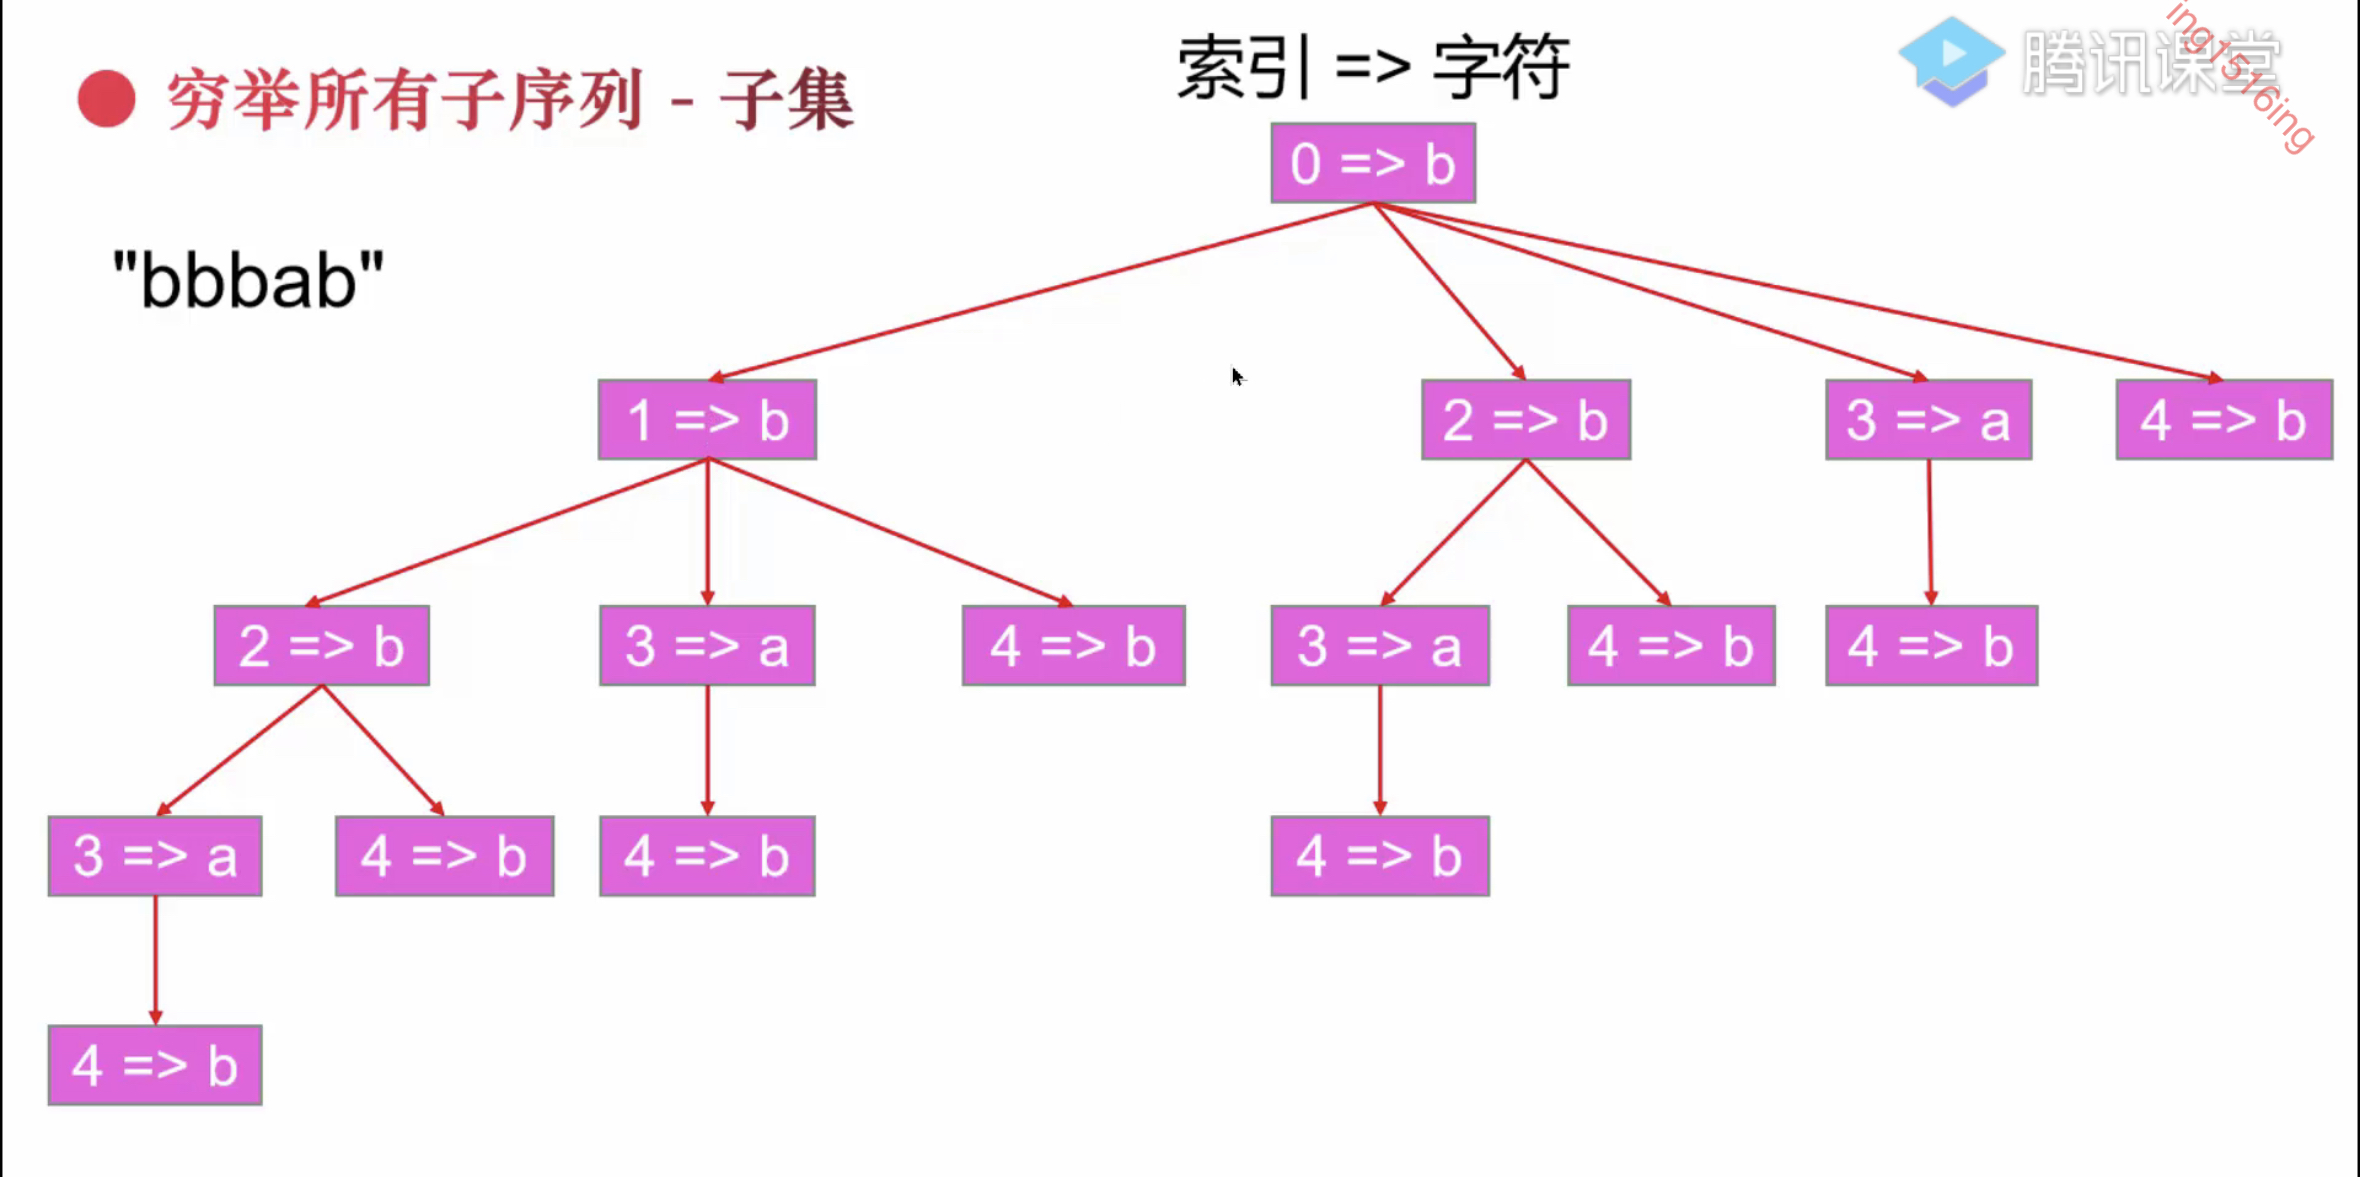 索引 => 字符
腾讯课堂
ing1516ing
穷举所有子序列 - 子集
0 => b
"bbbab"
1 => b
2 => b
3 => a
4 => b
2 => b
3 => a
4 => b
3 => a
4 => b
4 => b
3 => a
4 => b
4 => b
4 => b
4 => b